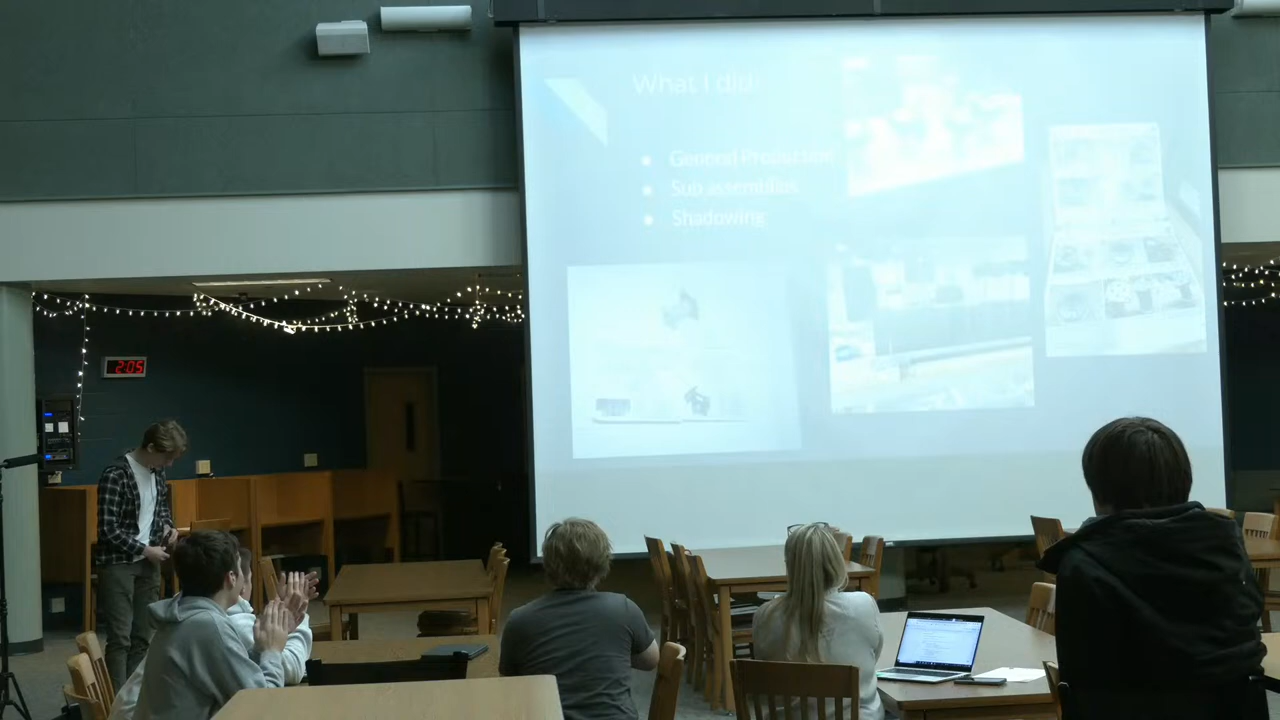 What I did
General Production
Sub assemblies
Shadowing
2:05